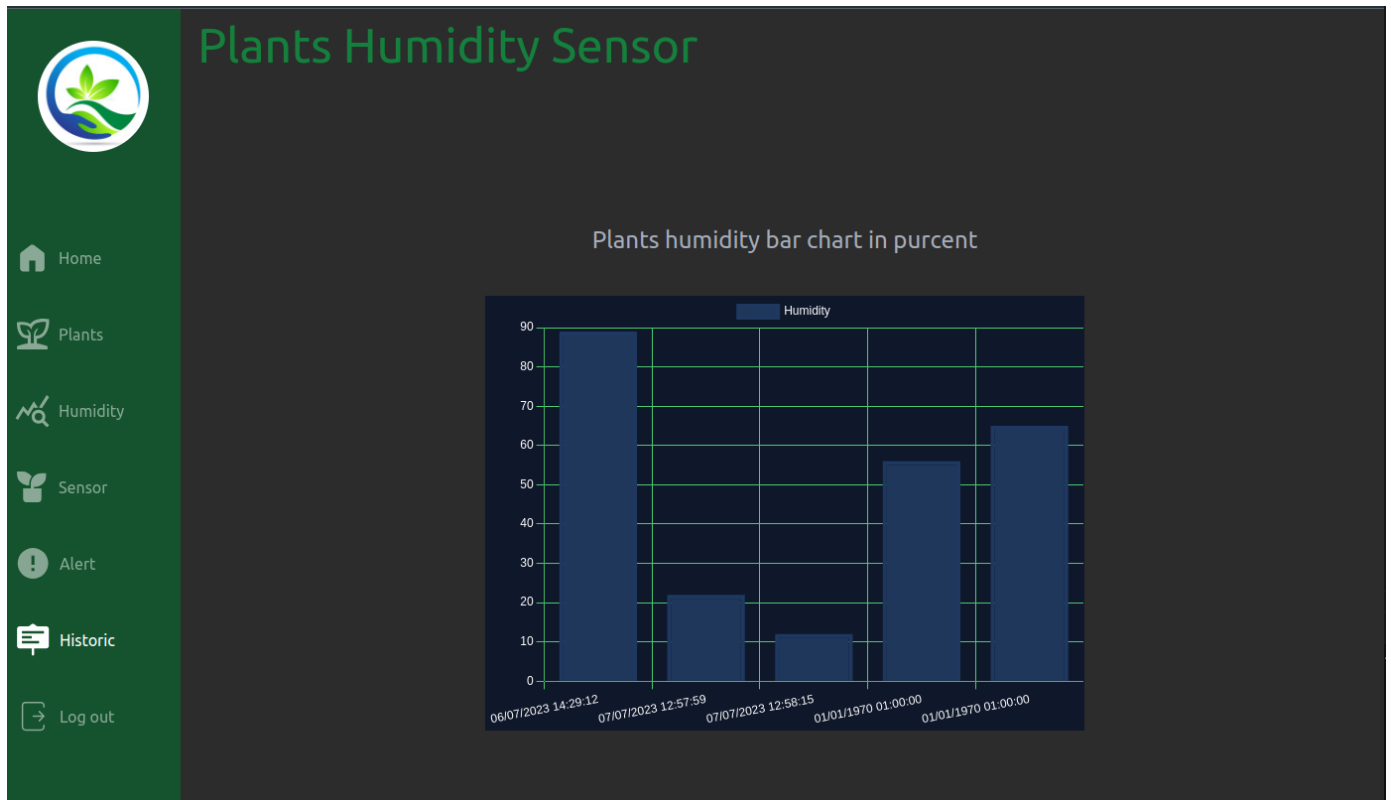 Plants Humidity Sensor
Home
Plants
Humidity
Sensor
Alert
Historic
Log out
Plants humidity bar chart in purcent
Humidity
90
80
70
60
50
40
30
20
10
0
06/07/2023 14:29:12
07/07/2023 12:57:59
07/07/2023 12:58:15
01/01/1970 01:00:00
01/01/1970 01:00:00